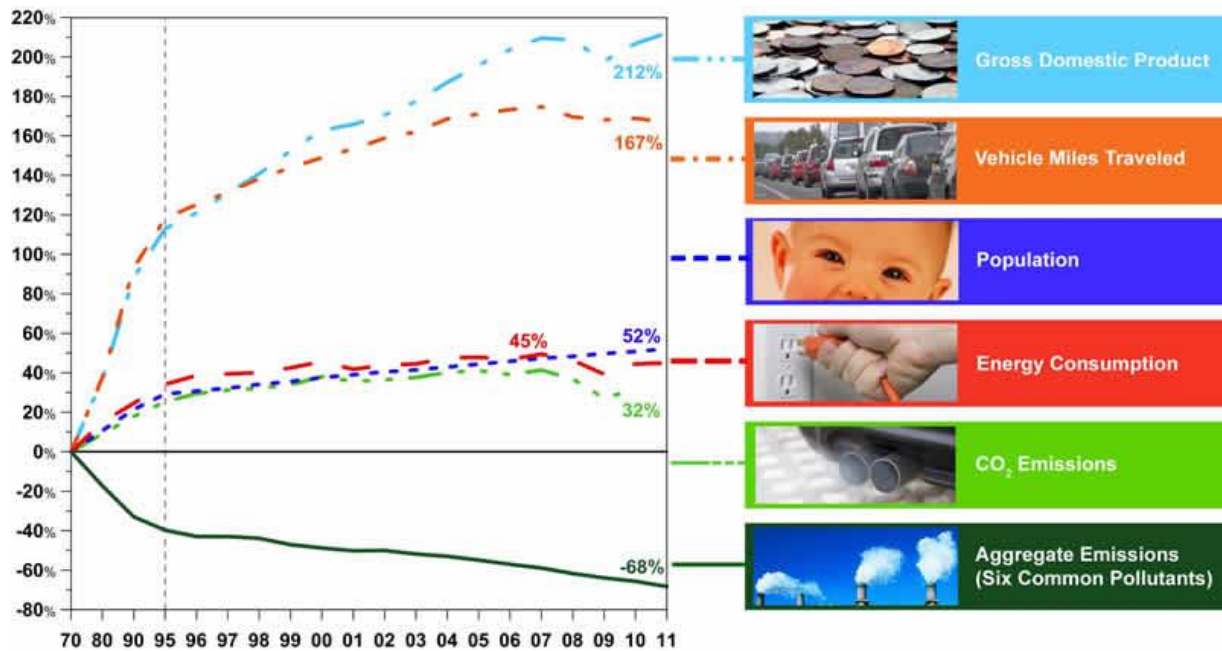 220%
200%
180%
160%
140%
120%
100%
80%
60%
40%
20%
0%
-20%
-40%
-60%
-80%
70 80 90 95 96 97 98 99 00 01 02 03 04 05 06 07 08 09 10 11
212%
167%
52%
45%
32%
-68%
Gross Domestic Product
Vehicle Miles Traveled
Population
Energy Consumption
CO₂ Emissions
Aggregate Emissions
(Six Common Pollutants)